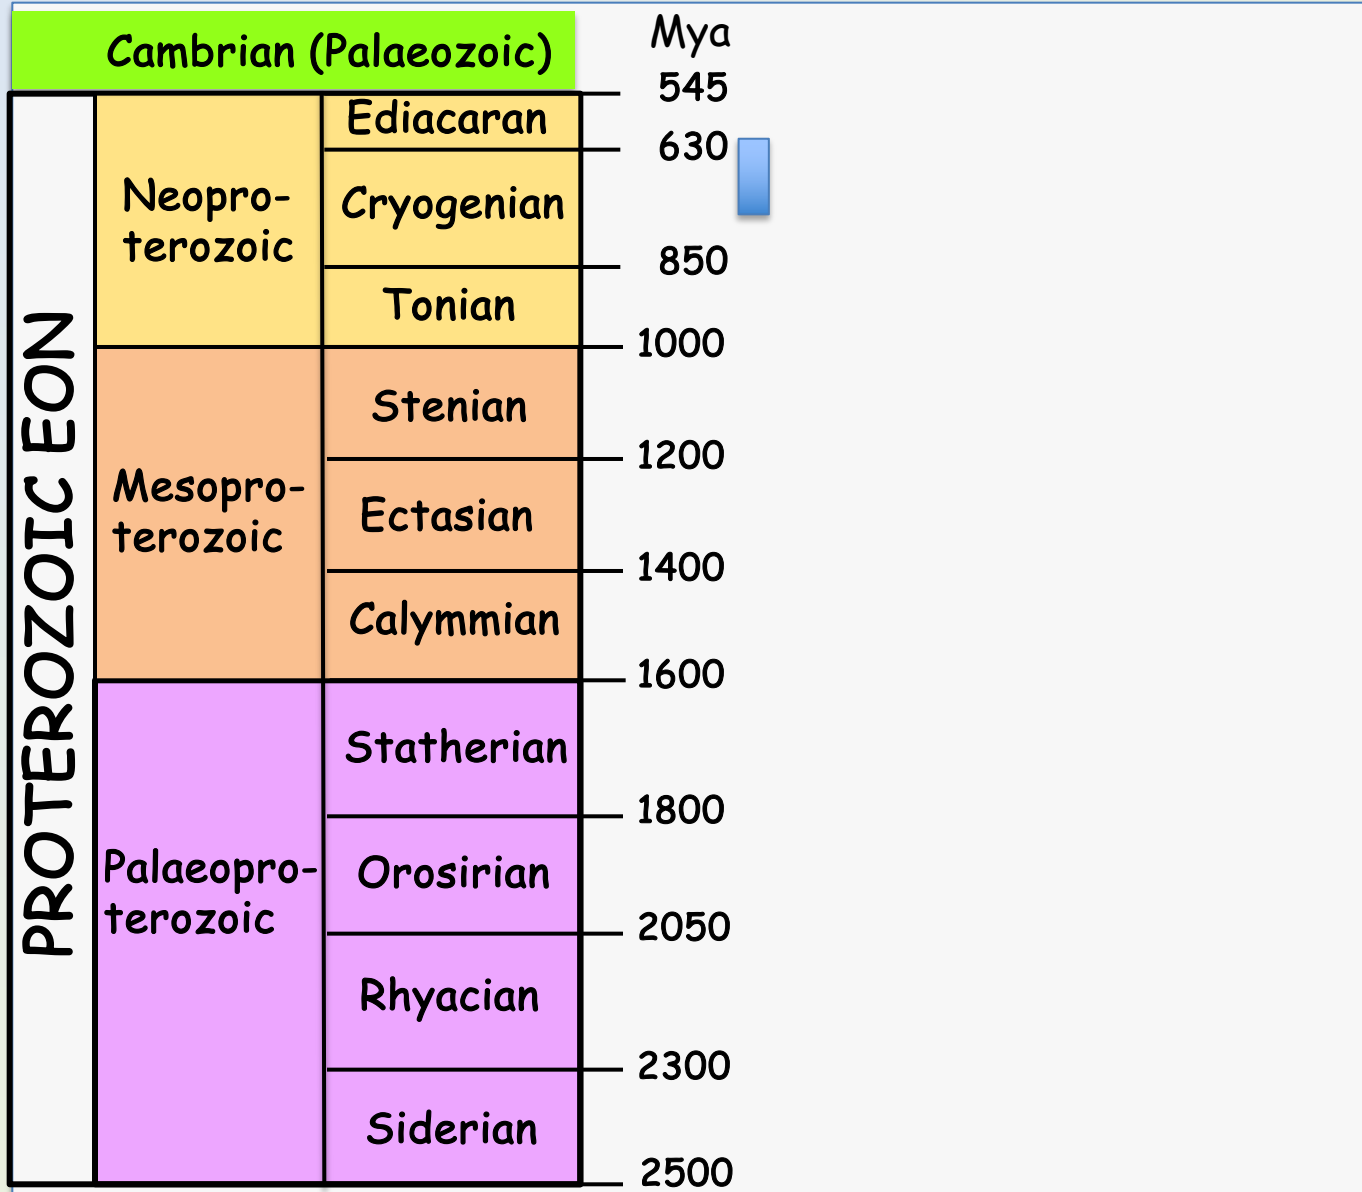 Cambrian (Palaeozoic)
Mya
545
Ediacaran
630
Neopro-
terozoic
Cryogenian
850
Tonian
1000
PROTEROZOIC EON
Stenian
1200
Mesopro-
terozoic
Ectasian
1400
Calymmian
1600
Statherian
1800
Palaeopro-
terozoic
Orosirian
2050
Rhyacian
2300
Siderian
2500